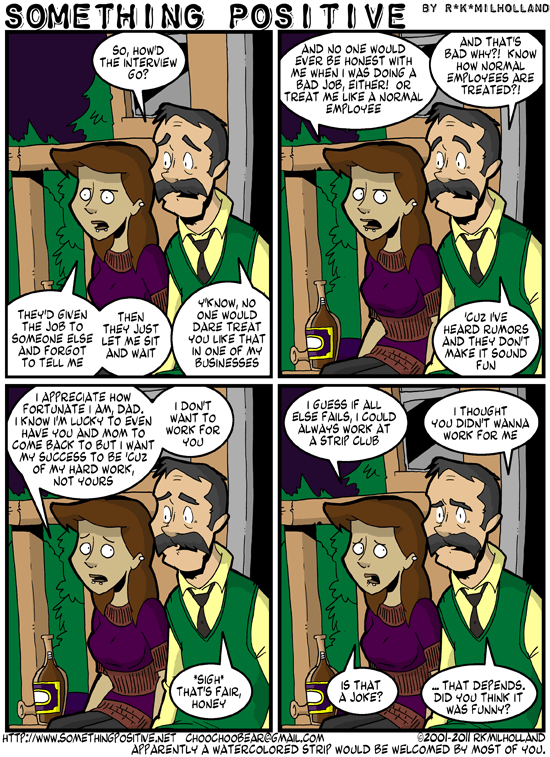 SOMETHING POSITIVE BY R*K*MILHOLLAND
SO, HOW'D
THE INTERVIEW
GO?
THEY'D GIVEN
THE JOB TO
SOMEONE ELSE
AND FORGOT
TO TELL ME
THEN
THEY JUST
LET ME SIT
AND WAIT
Y'KNOW, NO
ONE WOULD
DARE TREAT
YOU LIKE THAT
IN ONE OF MY
BUSINESSES
AND NO ONE WOULD
EVER BE HONEST WITH
ME WHEN I WAS DOING A
BAD JOB, EITHER! OR
TREAT ME LIKE A NORMAL
EMPLOYEE
AND THAT'S
BAD WHY?! KNOW
HOW NORMAL
EMPLOYEES ARE
TREATED?!
'CUZ I'VE
HEARD RUMORS
AND THEY DON'T
MAKE IT SOUND
FUN
I APPRECIATE HOW
FORTUNATE I AM, DAD.
I KNOW I'M LUCKY TO EVEN
HAVE YOU AND MOM TO
COME BACK TO BUT I WANT
MY SUCCESS TO BE 'CUZ
OF MY HARD WORK,
NOT YOURS
I DON'T
WANT TO
WORK FOR
YOU
*SIGH*
THAT'S FAIR,
HONEY
I GUESS IF ALL
ELSE FAILS, I COULD
ALWAYS WORK AT
A STRIP CLUB
I THOUGHT
YOU DIDN'T WANNA
WORK FOR ME
IS THAT
A JOKE?
... THAT DEPENDS.
DID YOU THINK IT
WAS FUNNY?
HTTP://WWW.SOMETHINGPOSITIVE.NET CHOOCHOOBEAR@GMAIL.COM ©2001-2011 RKMILHOLLAND
APPARENTLY A WATERCOLORED STRIP WOULD BE WELCOMED BY MOST OF YOU.